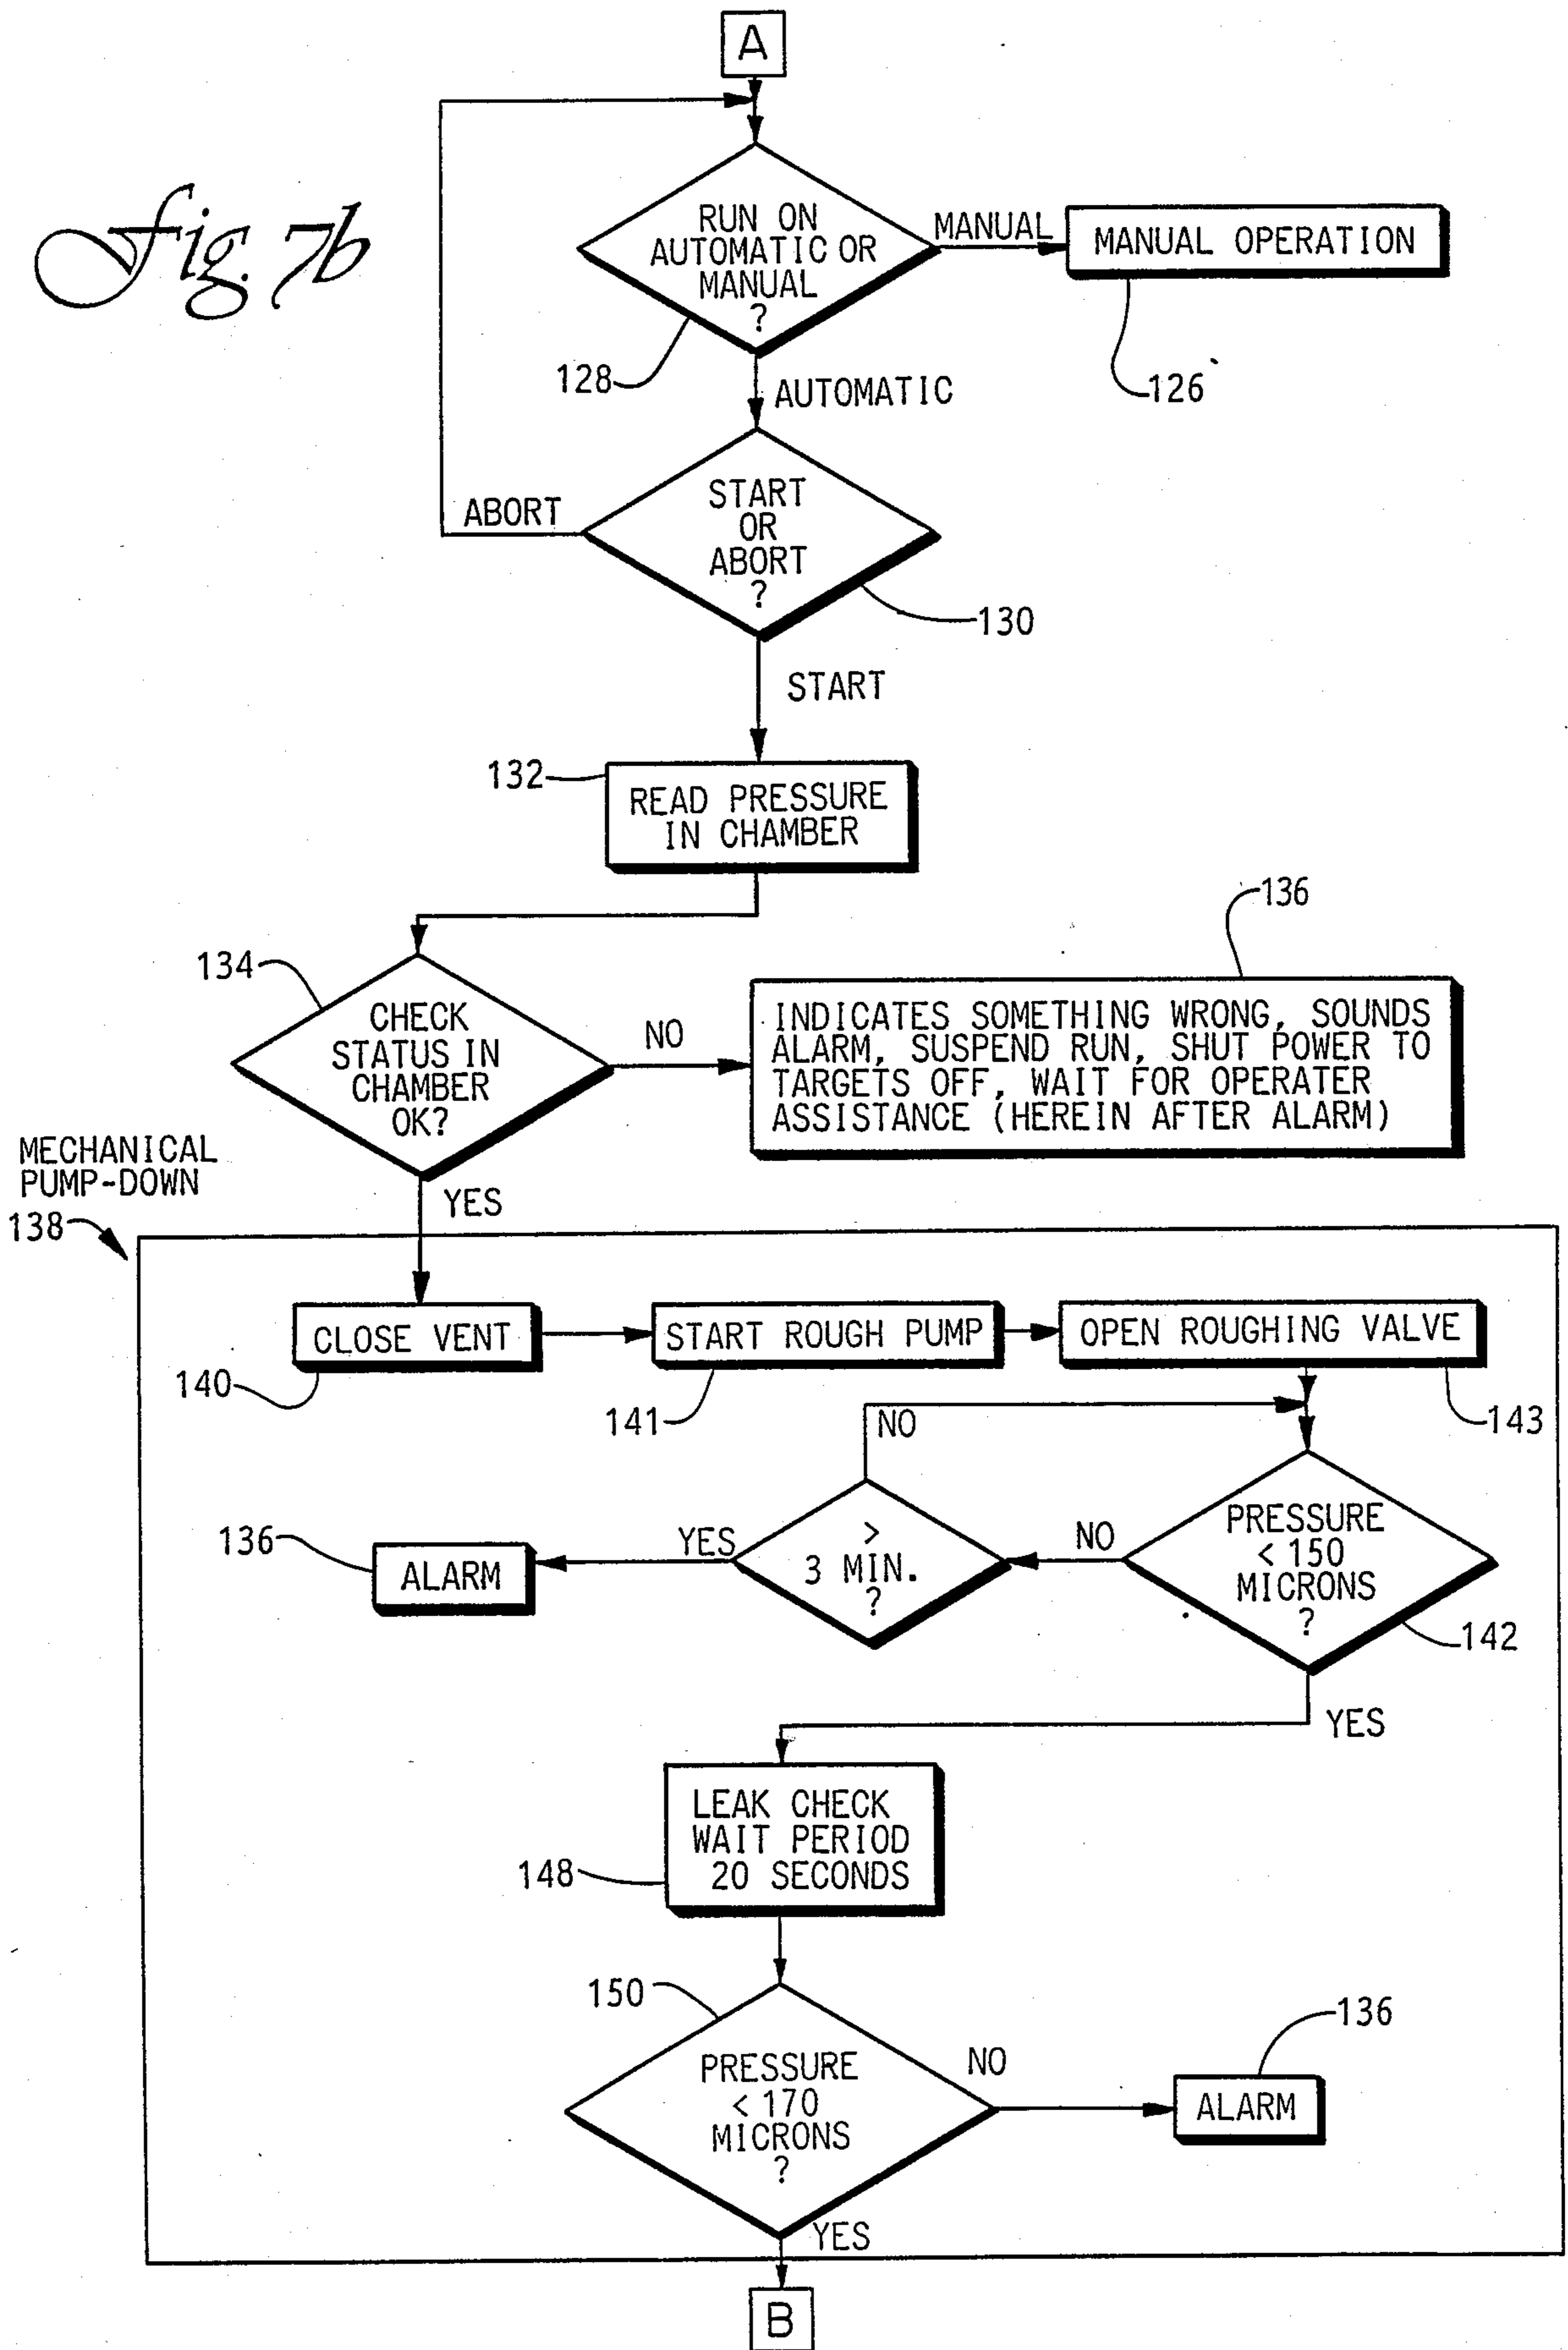 A
Fig. 7b
RUN ON
AUTOMATIC OR
MANUAL
?
MANUAL
MANUAL OPERATION
128
126
AUTOMATIC
START
OR
ABORT
?
ABORT
130
START
132
READ PRESSURE
IN CHAMBER
136
134
CHECK
STATUS IN
CHAMBER
OK?
NO
INDICATES SOMETHING WRONG, SOUNDS
ALARM, SUSPEND RUN, SHUT POWER TO
TARGETS OFF, WAIT FOR OPERATER
ASSISTANCE (HEREIN AFTER ALARM)
MECHANICAL
PUMP-DOWN
138
YES
CLOSE VENT
START ROUGH PUMP
OPEN ROUGHING VALVE
140
141
143
NO
PRESSURE
< 150
MICRONS
?
142
NO
>
3 MIN.
?
YES
136
ALARM
YES
LEAK CHECK
WAIT PERIOD
20 SECONDS
148
150
PRESSURE
< 170
MICRONS
?
NO
136
ALARM
YES
B